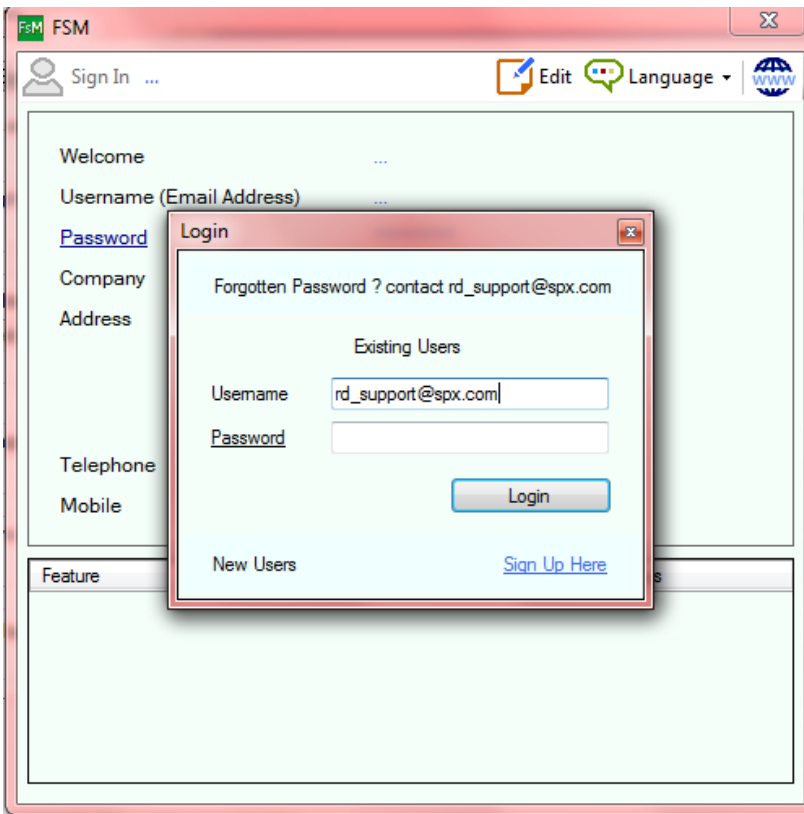 FsM FSM
Sign In ... Edit Language www
Welcome ...
Username (Email Address) ...
Password
Company
Address
Telephone
Mobile
Feature s
Login
Forgotten Password ? contact rd_support@spx.com
Existing Users
Username rd_support@spx.com
Password
Login
New Users Sign Up Here